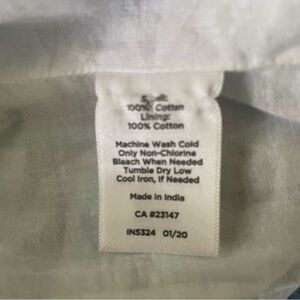 Shell:
100% Cotton
Lining:
100% Cotton
Machine Wash Cold
Only Non-Chlorine
Bleach When Needed
Tumble Dry Low
Cool Iron, If Needed
Made in India
CA #23147
IN5324 01/20